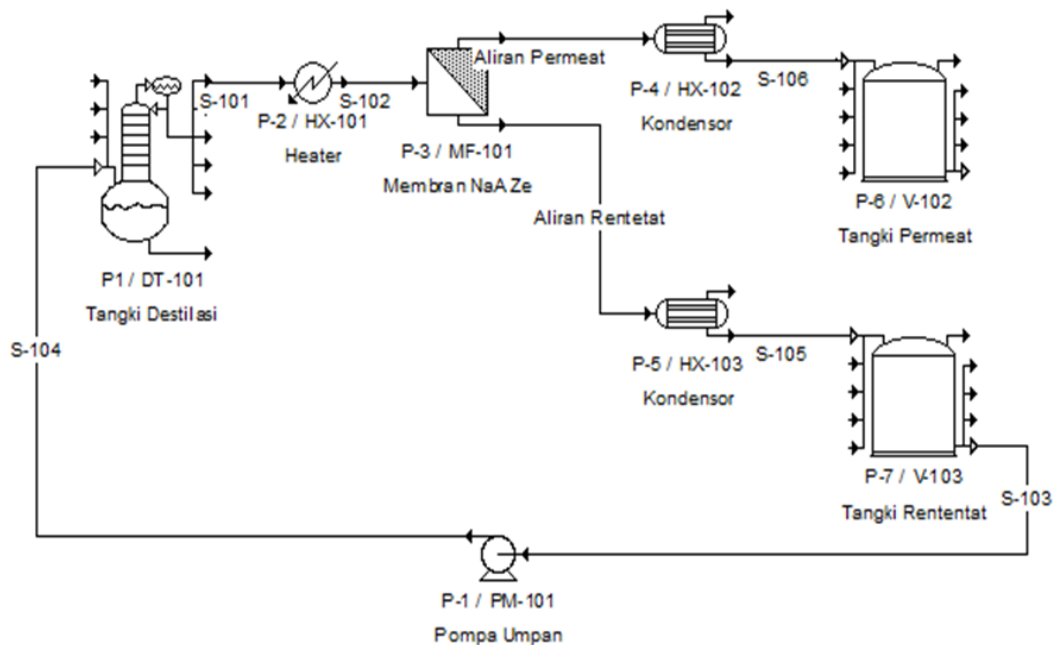 Aliran Permeat
S-101
S-102
P-2 / HX-101
Heater
P-3 / MF-101
Membran NaA Ze
P-4 / HX-102
Kondensor
S-106
P-6 / V-102
Tangki Permeat
Aliran Rentetat
P1 / DT-101
Tangki Destilasi
S-104
P-5 / HX-103
Kondensor
S-105
P-7 / V-103
Tangki Rententat
S-103
P-1 / PM-101
Pompa Umpan